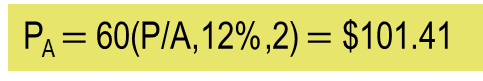 P_A = 60(P/A,12%,2) = $101.41